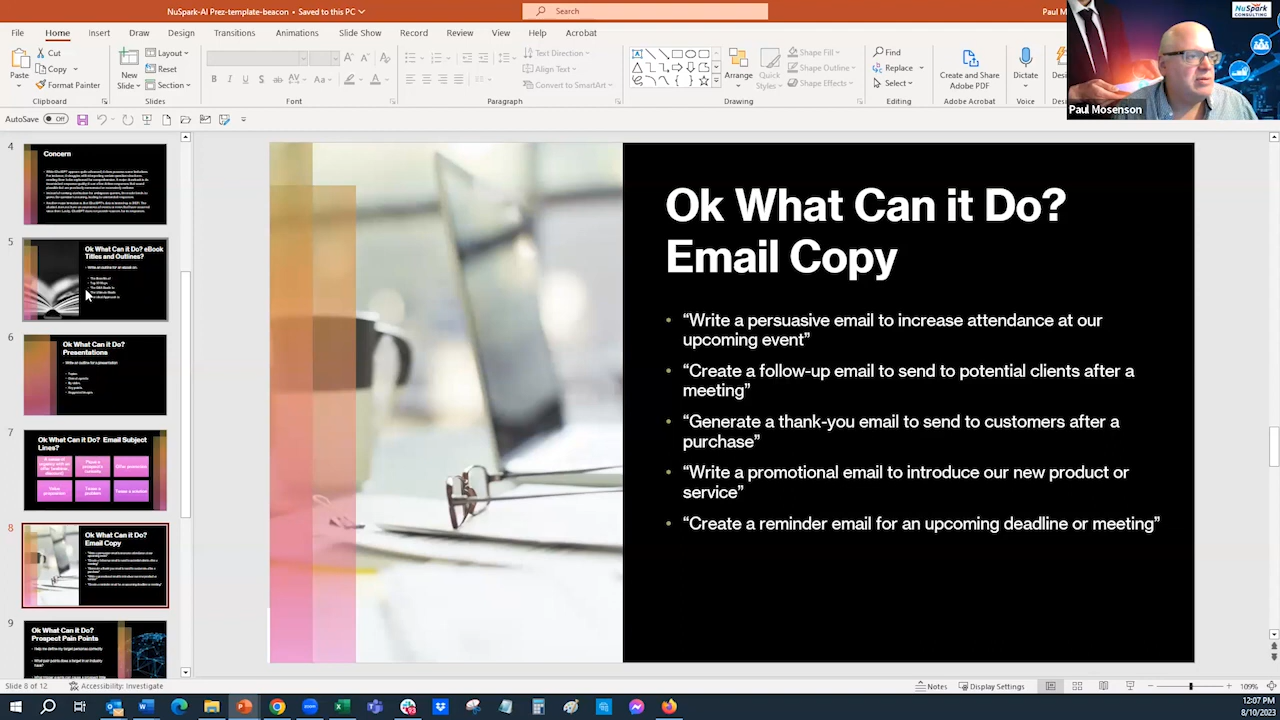 NuSpark-AI Prez-template-beacon • Saved to this PC
Search
Paul M
NuSpark
CONSULTING
File Home Insert Draw Design Transitions Animations Slide Show Record Review View Help Acrobat
Paste
Cut
Copy
Format Painter
Clipboard
New
Slide
Layout
Reset
Section
Slides
Font
Paragraph
Text Direction
Align Text
Convert to SmartArt
Arrange
Quick
Styles
Shape Fill
Shape Outline
Shape Effects
Drawing
Find
Replace
Select
Editing
Create and Share
Adobe PDF
Adobe Acrobat
Dictate
Voice
Paul Mosenson
AutoSave Off
4
Concern
5
Ok What Can it Do? eBook
Titles and Outlines?
6
Ok What Can it Do?
Presentations
7
Ok What Can it Do? Email Subject
Lines?
8
Ok What Can it Do?
Email Copy
9
Ok What Can it Do?
Prospect Pain Points
Ok What Can it Do?
Email Copy
• “Write a persuasive email to increase attendance at our
upcoming event”
• “Create a follow-up email to send to potential clients after a
meeting”
• “Generate a thank-you email to send to customers after a
purchase”
• “Write a promotional email to introduce our new product or
service”
• “Create a reminder email for an upcoming deadline or meeting”
Slide 8 of 12
Accessibility: Investigate
Notes
Display Settings
109%
12:07 PM
8/10/2023